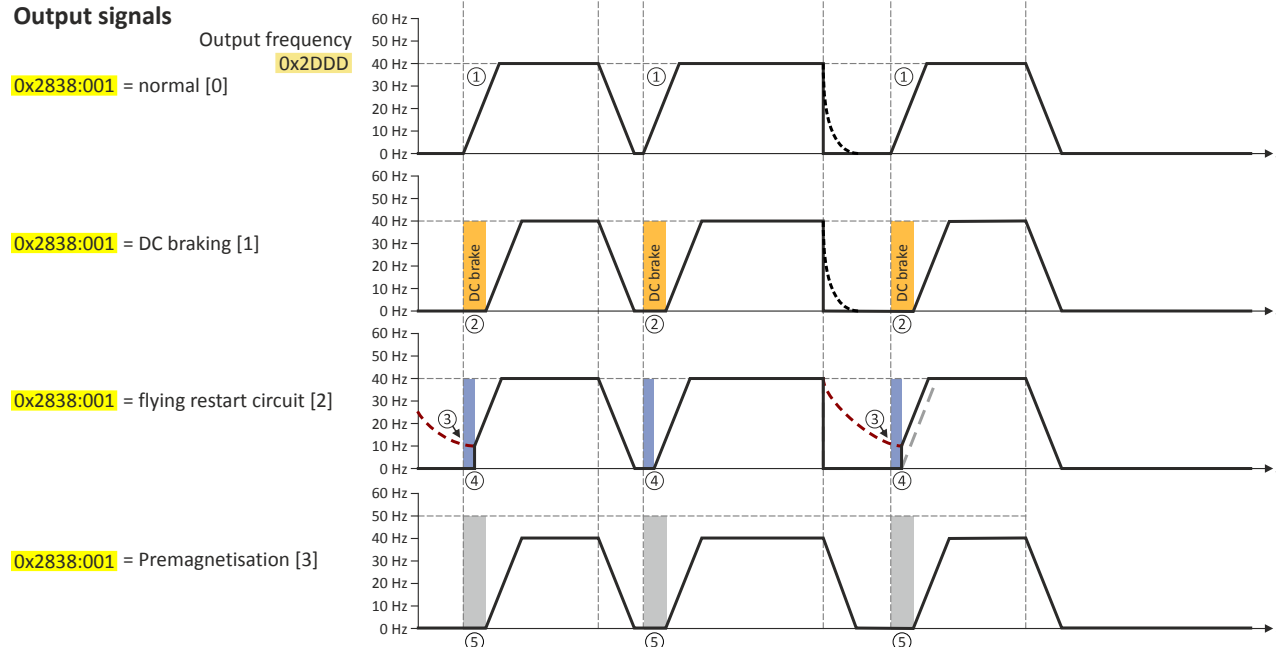 Output signals
Output frequency
0x2DDD
0x2838:001 = normal [0]
60 Hz
50 Hz
40 Hz
30 Hz
20 Hz
10 Hz
0 Hz
① ① ①
0x2838:001 = DC braking [1]
60 Hz
50 Hz
40 Hz
30 Hz
20 Hz
10 Hz
0 Hz
DC brake
DC brake
DC brake
② ② ②
0x2838:001 = flying restart circuit [2]
60 Hz
50 Hz
40 Hz
30 Hz
20 Hz
10 Hz
0 Hz
③ ③
④ ④ ④
0x2838:001 = Premagnetisation [3]
60 Hz
50 Hz
40 Hz
30 Hz
20 Hz
10 Hz
0 Hz
⑤ ⑤ ⑤